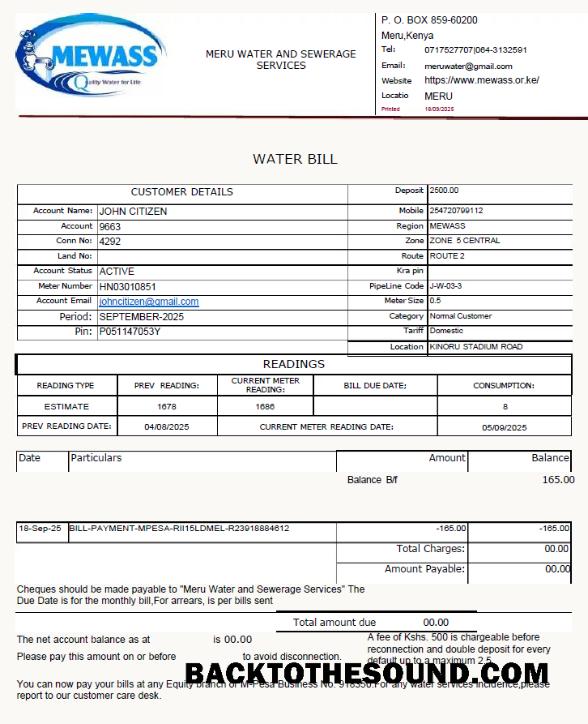 MEWASS
Quality Water for Life
MERU WATER AND SEWERAGE
SERVICES
P. O. BOX 859-60200
Meru,Kenya
Tel: 0717527707|064-3132591
Email: meruwater@gmail.com
Website https://www.mewass.or.ke/
Locatio MERU
Printed 18/09/2025
WATER BILL
CUSTOMER DETAILS Deposit 2500.00
Account Name: JOHN CITIZEN Mobile 254720799112
Account 9663 Region MEWASS
Conn No: 4292 Zone ZONE 5 CENTRAL
Land No: Route ROUTE 2
Account Status ACTIVE Kra pin
Meter Number HN03010851 PipeLine Code J-W-03-3
Account Email johncitizen@gmail.com Meter Size 0.5
Period: SEPTEMBER-2025 Category Normal Customer
Pin: P051147053Y Tariff Domestic
Location KINORU STADIUM ROAD
READINGS
READING TYPE PREV READING: CURRENT METER READING: BILL DUE DATE: CONSUMPTION:
ESTIMATE 1678 1686 8
PREV READING DATE: 04/08/2025 CURRENT METER READING DATE: 05/09/2025
Date Particulars Amount Balance
Balance B/f 165.00
18-Sep-25 BILL-PAYMENT-MPESA-RII15LDMEL-R23918884612 -165.00 -165.00
Total Charges: 00.00
Amount Payable: 00.00
Cheques should be made payable to "Meru Water and Sewerage Services" The
Due Date is for the monthly bill,For arrears, is per bills sent
Total amount due 00.00
The net account balance as at is 00.00
Please pay this amount on or before to avoid disconnection.
A fee of Kshs. 500 is chargeable before
reconnection and double deposit for every
default up to a maximum 2.5.
BACKTOTHESOUND.COM
You can now pay your bills at any Equity branch or M-Pesa Business No. For any water services incidence,please
report to our customer care desk.